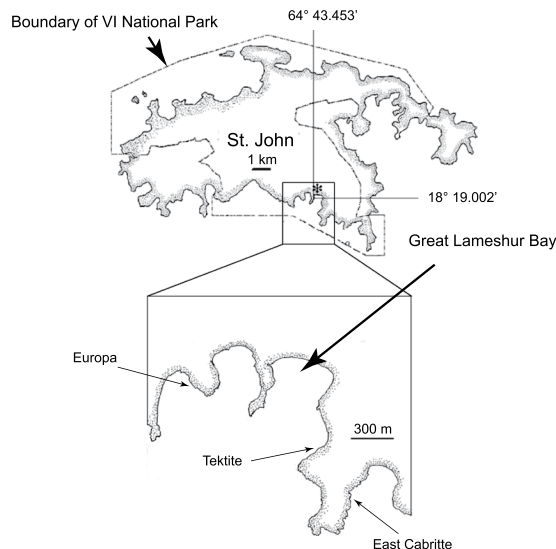 64° 43.453’
Boundary of VI National Park
St. John
1 km
*
18° 19.002’
Great Lameshur Bay
Europa
300 m
Tektite
East Cabritte